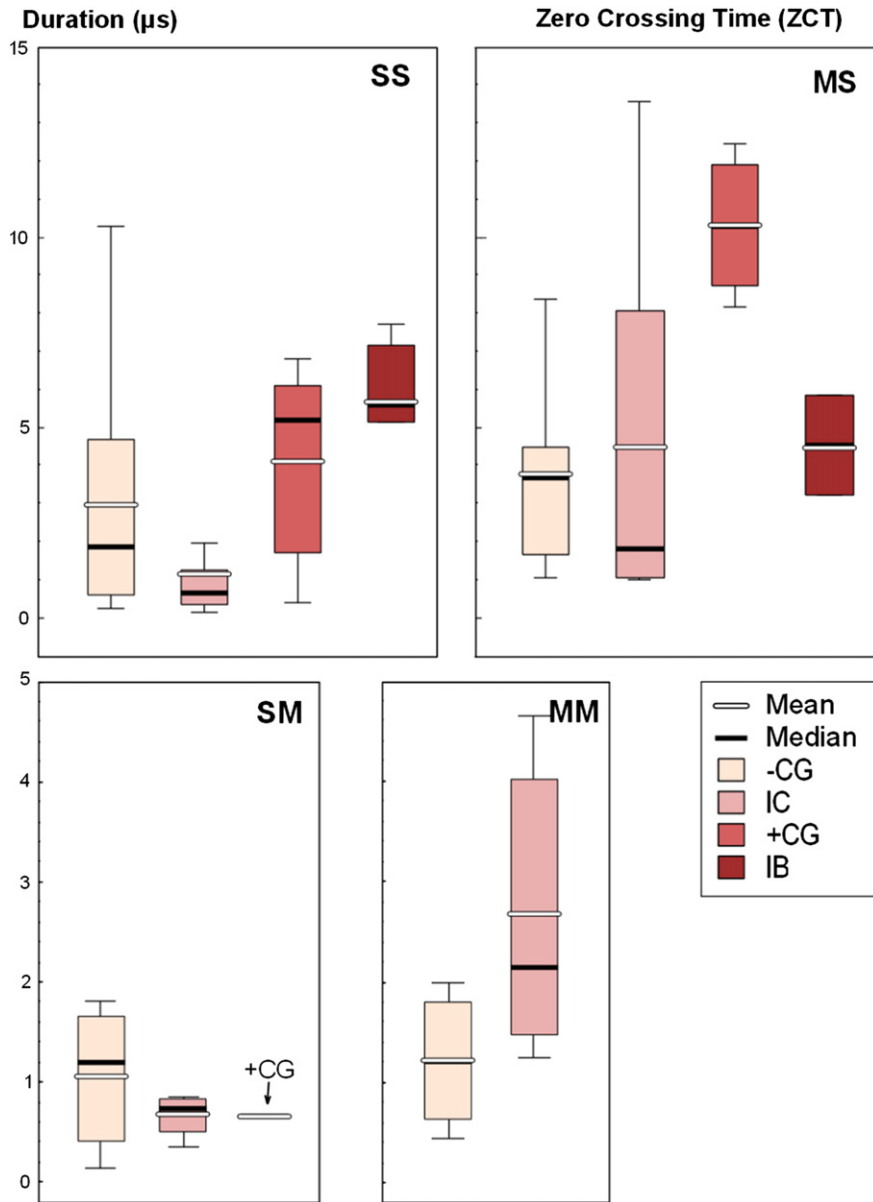 Duration (μs)
Zero Crossing Time (ZCT)
15
10
5
0
SS
MS
5
4
3
2
1
0
SM
+CG
MM
Mean
Median
-CG
IC
+CG
IB